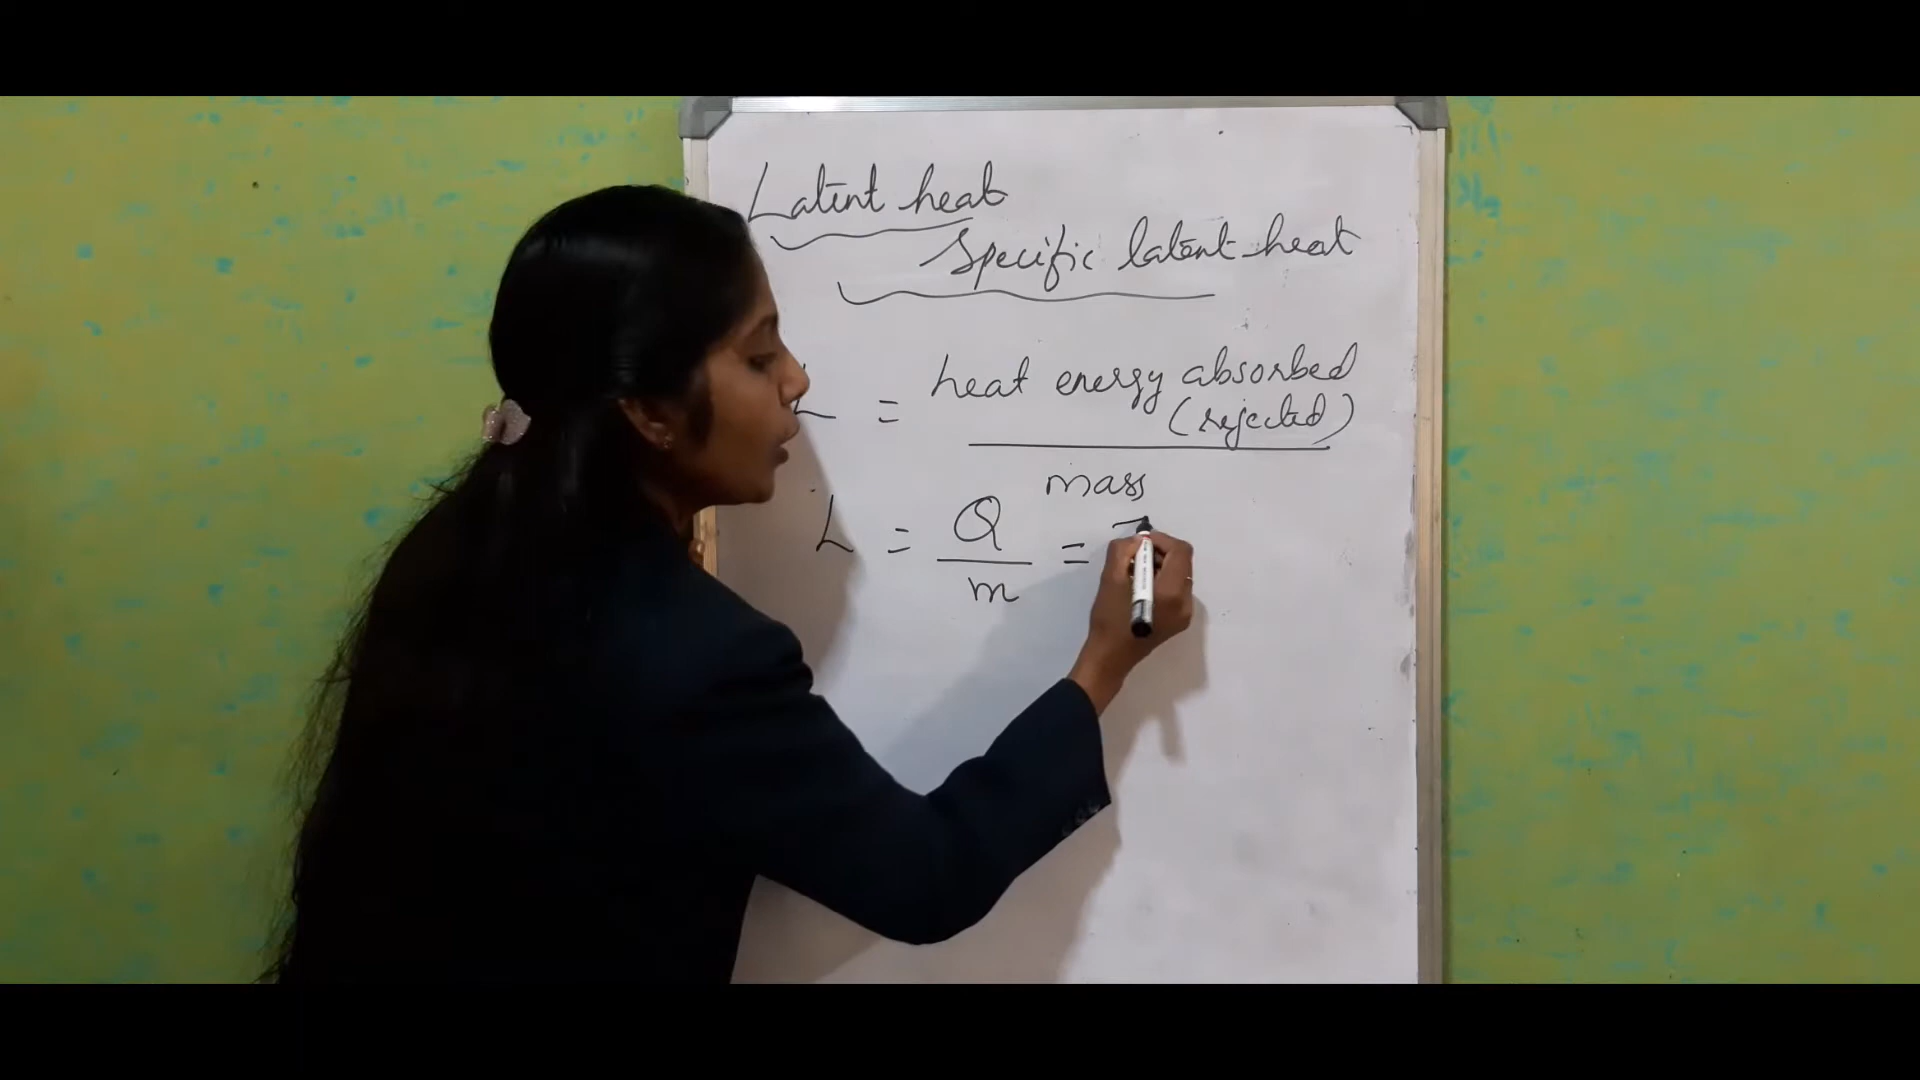 Latent heat
Specific latent heat
L = heat energy absorbed
(rejected)
mass
L = Q =
m